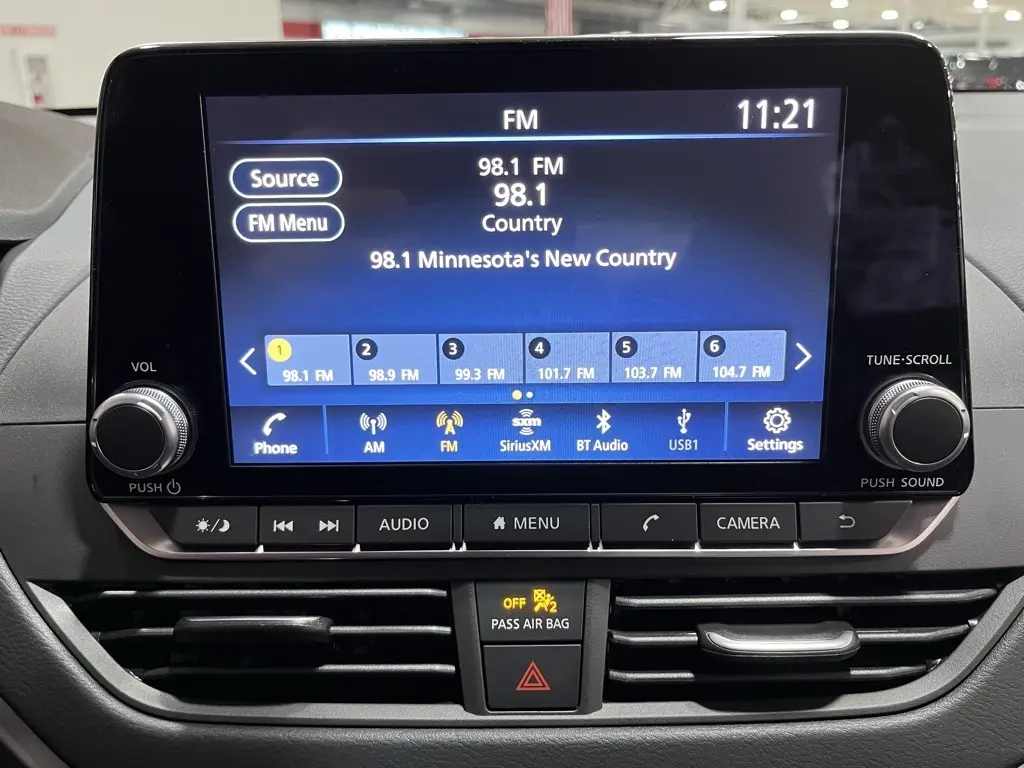 FM
11:21
Source
98.1 FM
98.1
FM Menu
Country
98.1 Minnesota's New Country
1
2
3
4
5
6
98.1 FM
98.9 FM
99.3 FM
101.7 FM
103.7 FM
104.7 FM
VOL
TUNE·SCROLL
sxm
Phone
AM
FM
SiriusXM
BT Audio
USB1
Settings
PUSH
PUSH SOUND
AUDIO
MENU
CAMERA
OFF
2
PASS AIR BAG